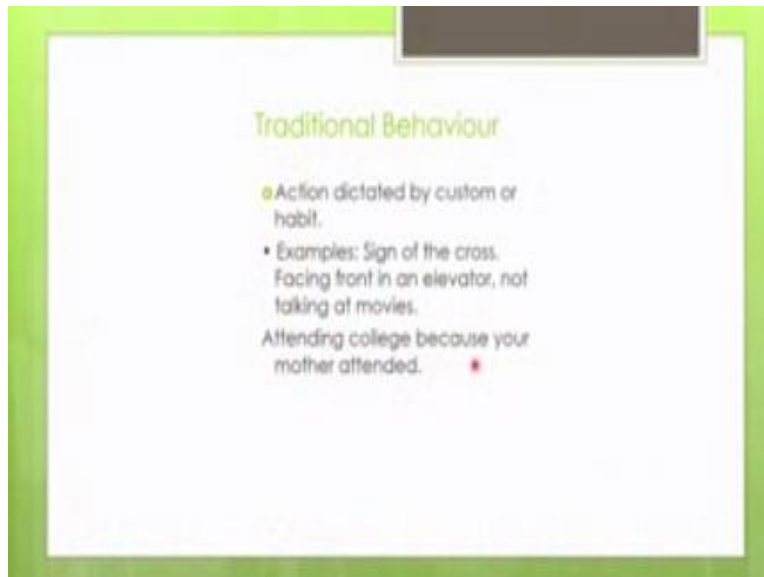 Traditional Behaviour
Action dictated by custom or
habit.
• Examples: Sign of the cross.
Facing front in an elevator, not
talking at movies.
Attending college because your
mother attended.